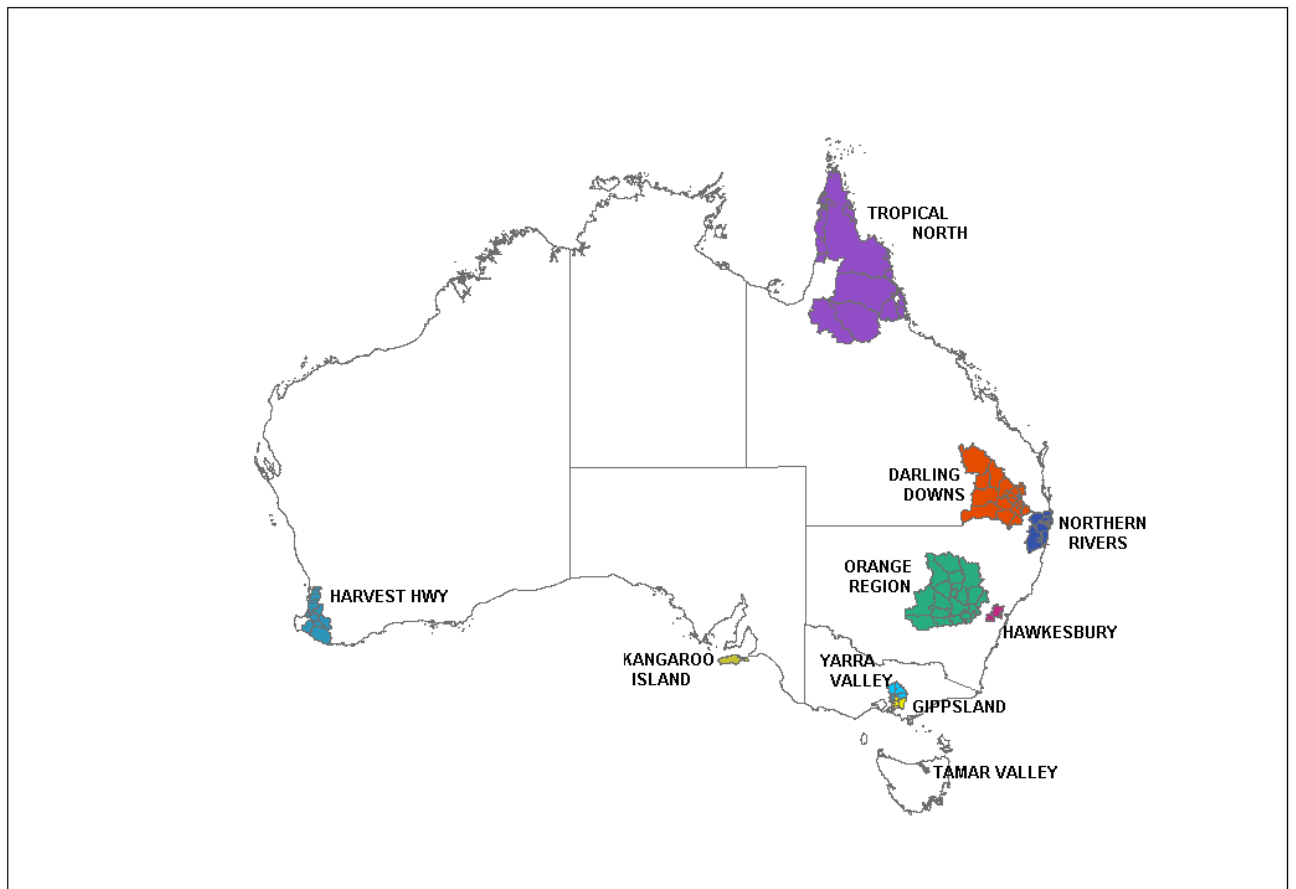 TROPICAL
NORTH
DARLING
DOWNS
NORTHERN
RIVERS
ORANGE
REGION
HARVEST HWY
HAWKESBURY
KANGAROO
ISLAND
YARRA
VALLEY
GIPPSLAND
TAMAR VALLEY